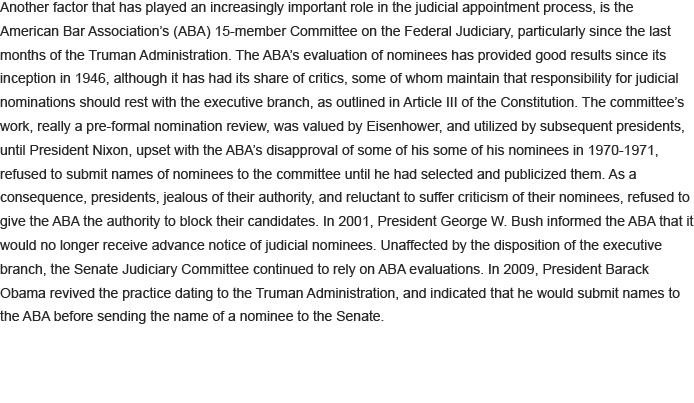 Another factor that has played an increasingly important role in the judicial appointment process, is the
American Bar Association's (ABA) 15-member Committee on the Federal Judiciary, particularly since the last
months of the Truman Administration. The ABA's evaluation of nominees has provided good results since its
inception in 1946, although it has had its share of critics, some of whom maintain that responsibility for judicial
nominations should rest with the executive branch, as outlined in Article III of the Constitution. The committee's
work, really a pre-formal nomination review, was valued by Eisenhower, and utilized by subsequent presidents,
until President Nixon, upset with the ABA's disapproval of some of his some of his nominees in 1970-1971,
refused to submit names of nominees to the committee until he had selected and publicized them. As a
consequence, presidents, jealous of their authority, and reluctant to suffer criticism of their nominees, refused to
give the ABA the authority to block their candidates. In 2001, President George W. Bush informed the ABA that it
would no longer receive advance notice of judicial nominees. Unaffected by the disposition of the executive
branch, the Senate Judiciary Committee continued to rely on ABA evaluations. In 2009, President Barack
Obama revived the practice dating to the Truman Administration, and indicated that he would submit names to
the ABA before sending the name of a nominee to the Senate.